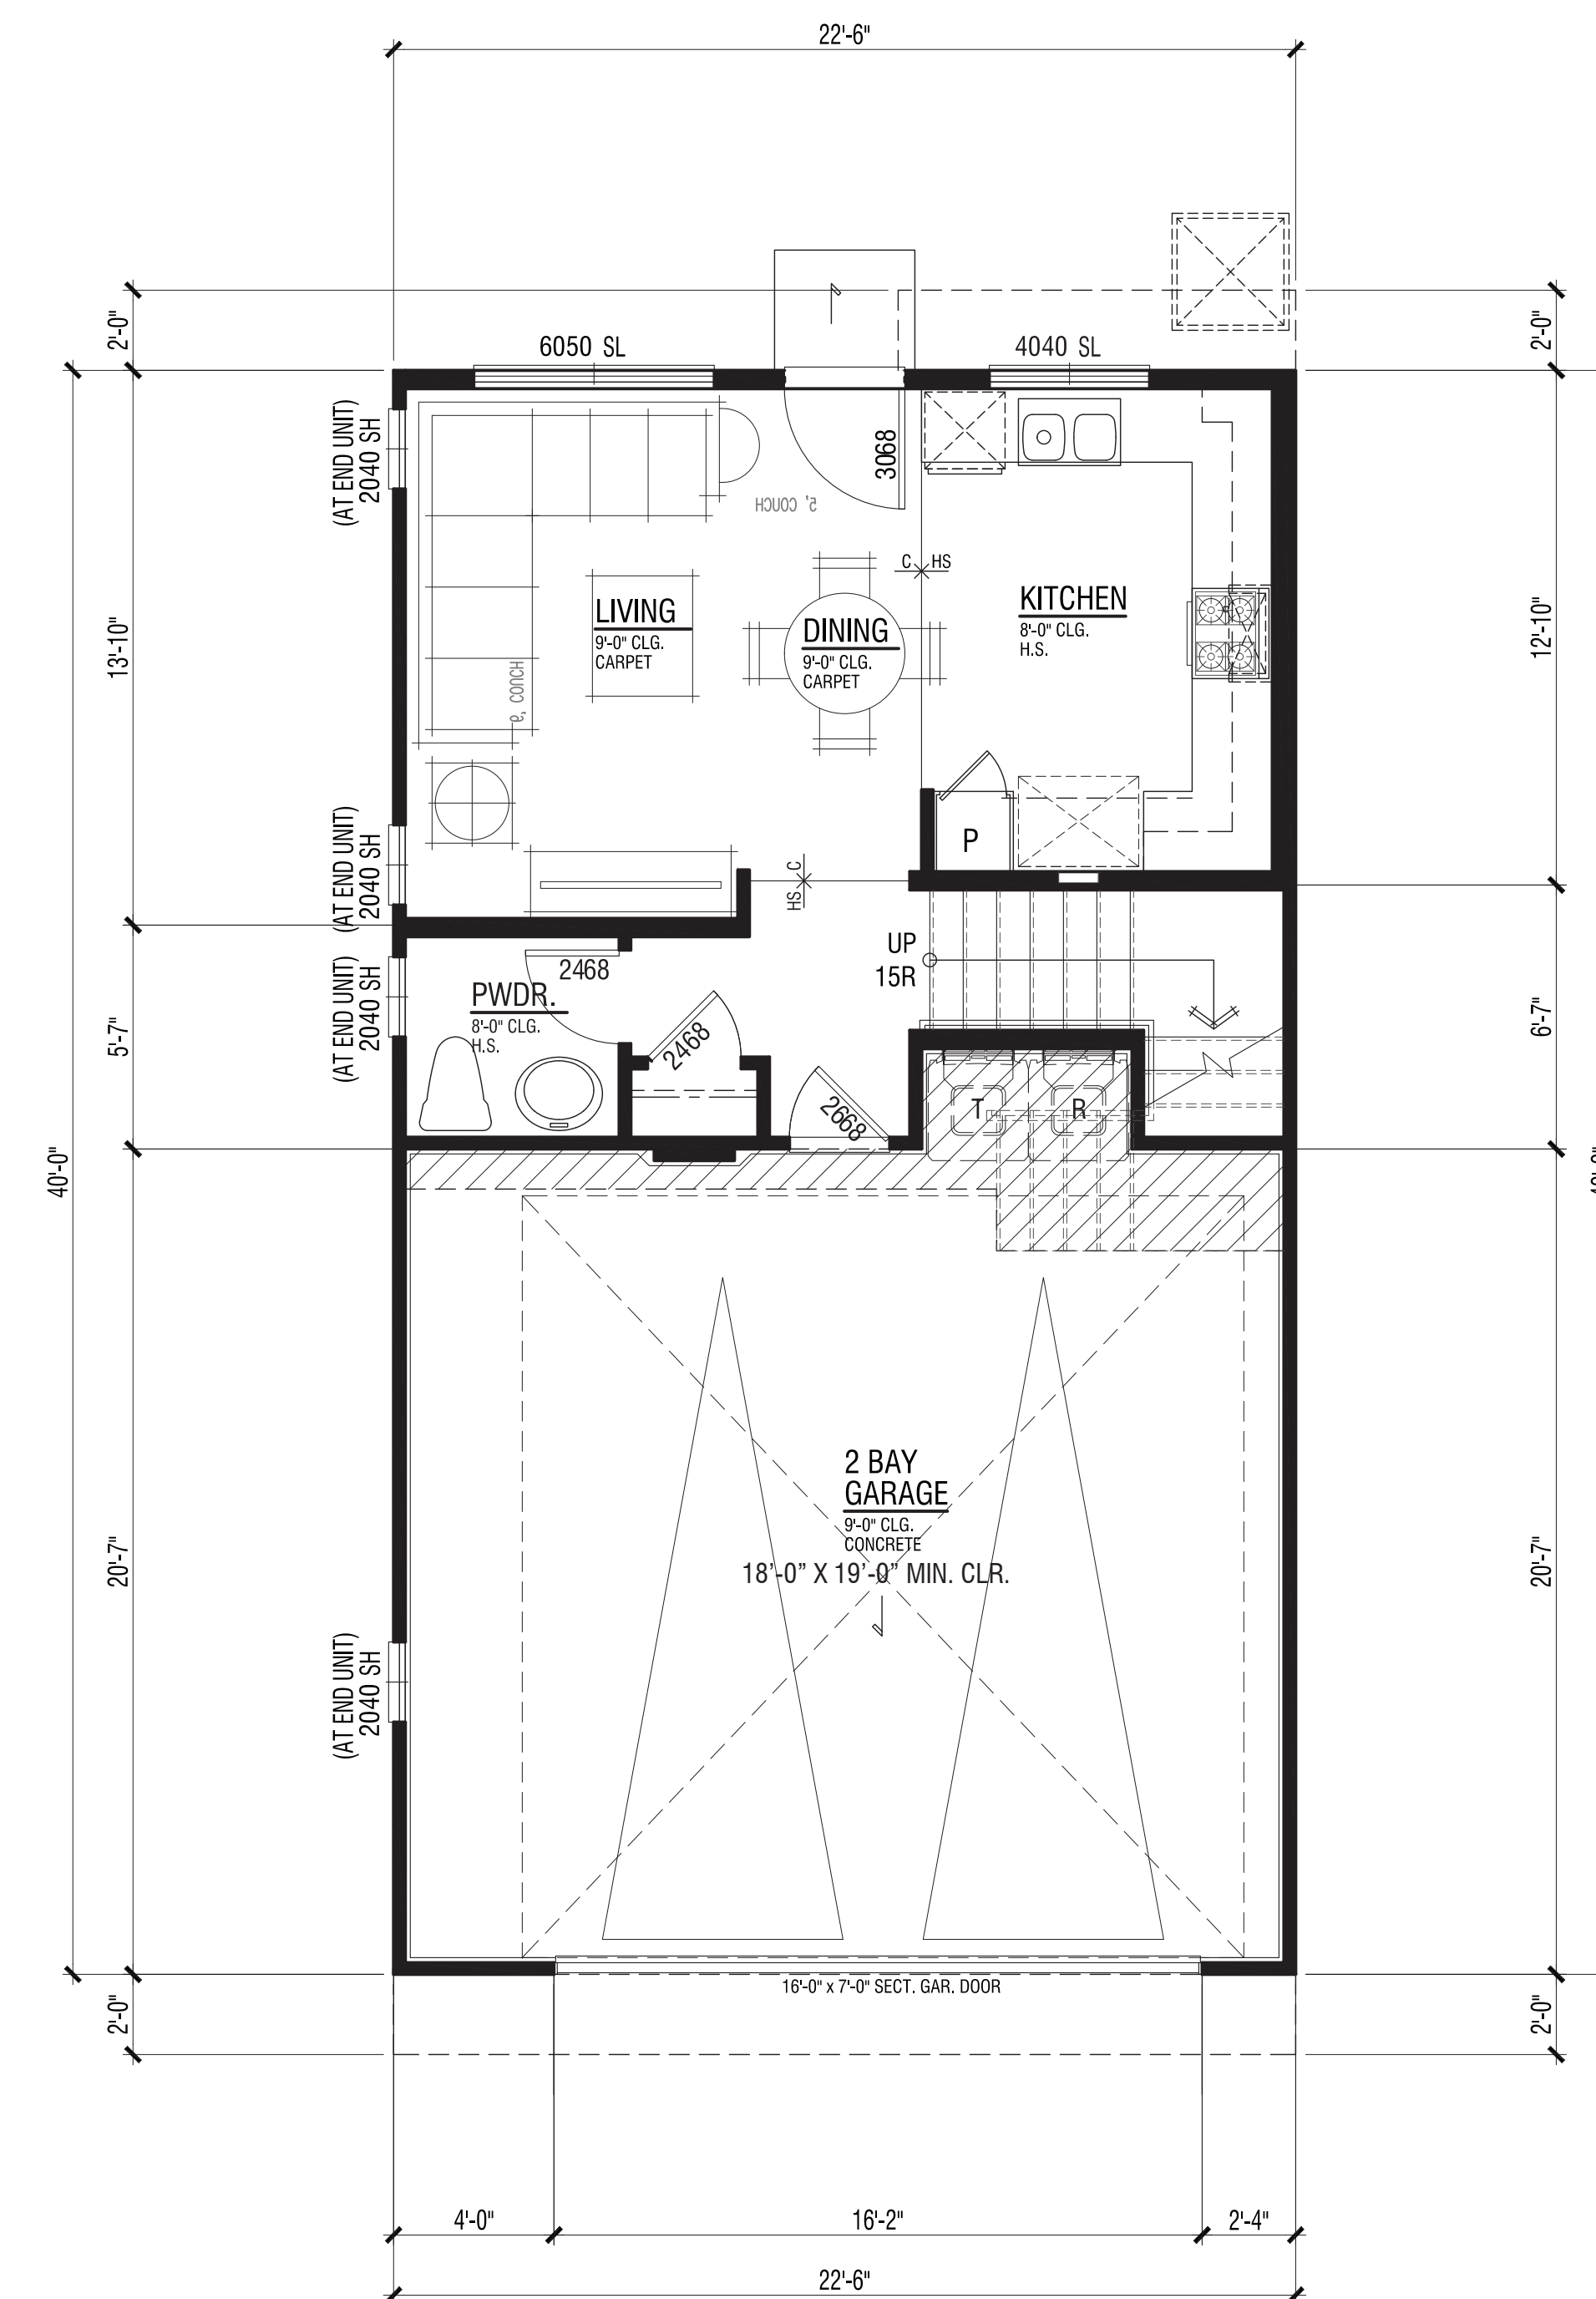 22'-6"
2'-0"
2'-0"
6050 SL
4040 SL
(AT END UNIT)
2040 SH
3068
5' COUCH
C
HS
LIVING
9'-0" CLG.
CARPET
DINING
9'-0" CLG.
CARPET
KITCHEN
8'-0" CLG.
H.S.
13'-10"
12'-10"
9' COUCH
P
(AT END UNIT)
2040 SH
HS
C
UP
15R
2468
PWDR.
8'-0" CLG.
H.S.
(AT END UNIT)
2040 SH
5'-7"
6'-7"
2468
2668
T
R
40'-0"
2 BAY
GARAGE
9'-0" CLG.
CONCRETE
18'-0" X 19'-0" MIN. CLR.
20'-7"
20'-7"
(AT END UNIT)
2040 SH
16'-0" x 7'-0" SECT. GAR. DOOR
2'-0"
2'-0"
4'-0"
16'-2"
2'-4"
22'-6"